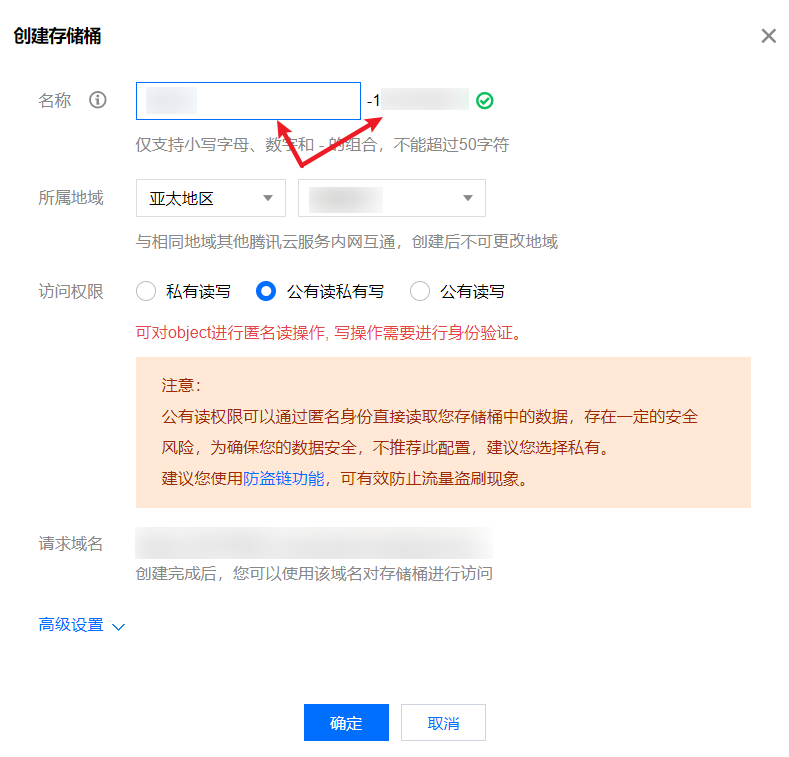 创建存储桶
名称
-1
仅支持小写字母、数字和 - 的组合，不能超过50字符
所属地域 亚太地区
与相同地域其他腾讯云服务内网互通，创建后不可更改地域
访问权限 私有读写 公有读私有写 公有读写
可对object进行匿名读操作, 写操作需要进行身份验证。
注意：
公有读权限可以通过匿名身份直接读取您存储桶中的数据，存在一定的安全
风险，为确保您的数据安全，不推荐此配置，建议您选择私有。
建议您使用防盗链功能，可有效防止流量盗刷现象。
请求域名
创建完成后，您可以使用该域名对存储桶进行访问
高级设置
确定 取消